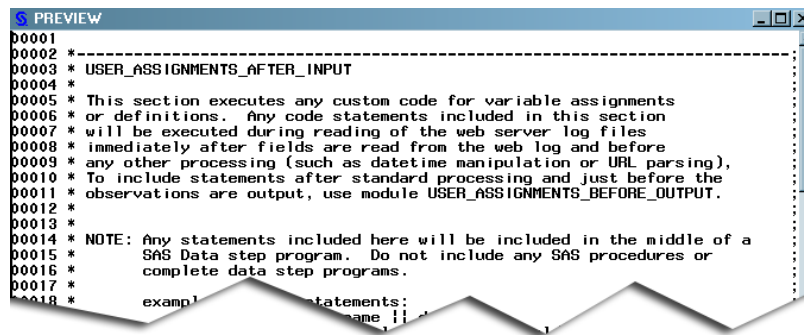 PREVIEW
00001
00002 *------------------------------------------------------------------------------;
00003 * USER_ASSIGNMENTS_AFTER_INPUT ;
00004 * ;
00005 * This section executes any custom code for variable assignments ;
00006 * or definitions. Any code statements included in this section ;
00007 * will be executed during reading of the web server log files ;
00008 * immediately after fields are read from the web log and before ;
00009 * any other processing (such as datetime manipulation or URL parsing), ;
00010 * To include statements after standard processing and just before the ;
00011 * observations are output, use module USER_ASSIGNMENTS_BEFORE_OUTPUT. ;
00012 * ;
00013 * ;
00014 * NOTE: Any statements included here will be included in the middle of a ;
00015 * SAS Data step program. Do not include any SAS procedures or ;
00016 * complete data step programs. ;
00017 * ;
00018 * statements: ;
||